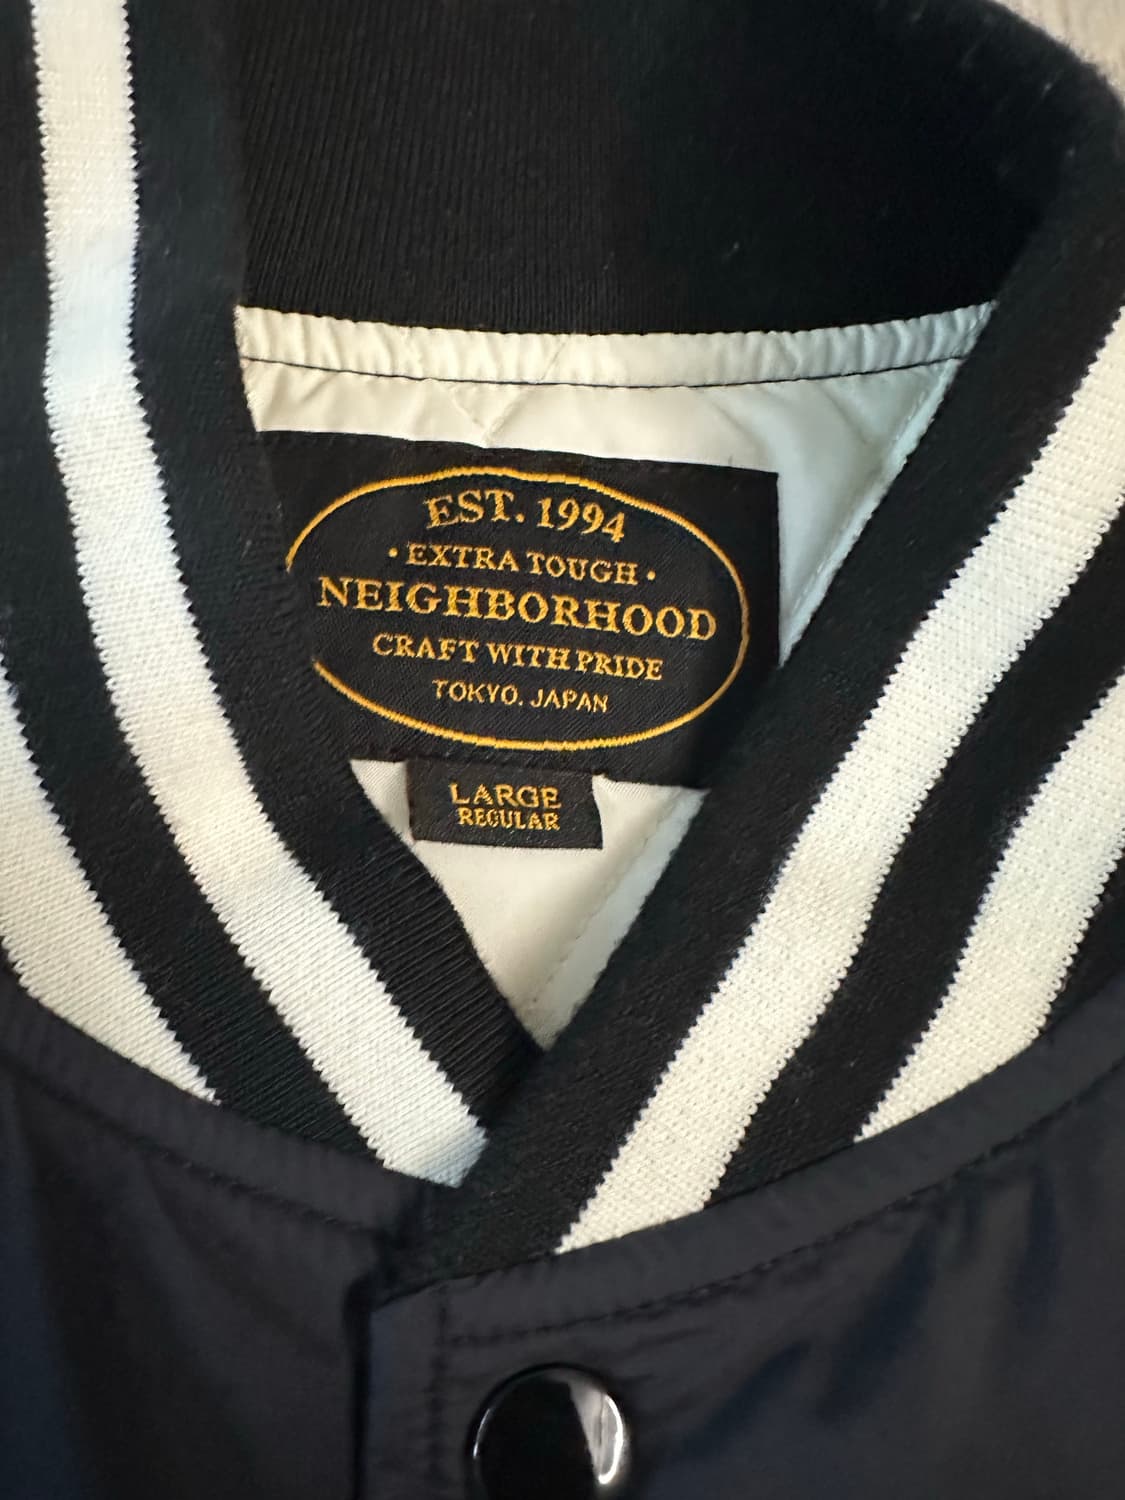 EST. 1994
• EXTRA TOUGH •
NEIGHBORHOOD
CRAFT WITH PRIDE
TOKYO. JAPAN
LARGE
REGULAR